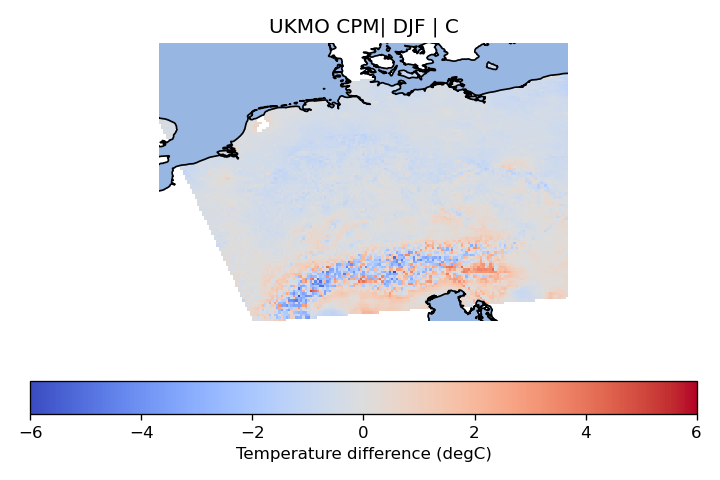 UKMO CPM| DJF | C
−6 −4 −2 0 2 4 6
Temperature difference (degC)